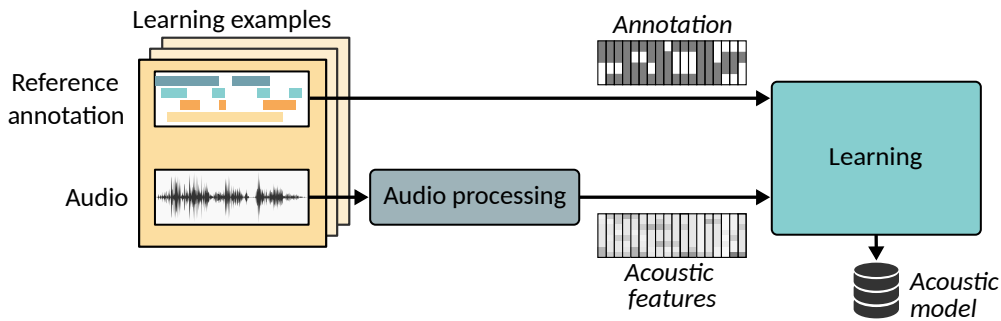 Learning examples
Annotation
Reference
annotation
Learning
Audio
Audio processing
Acoustic
features
Acoustic
model